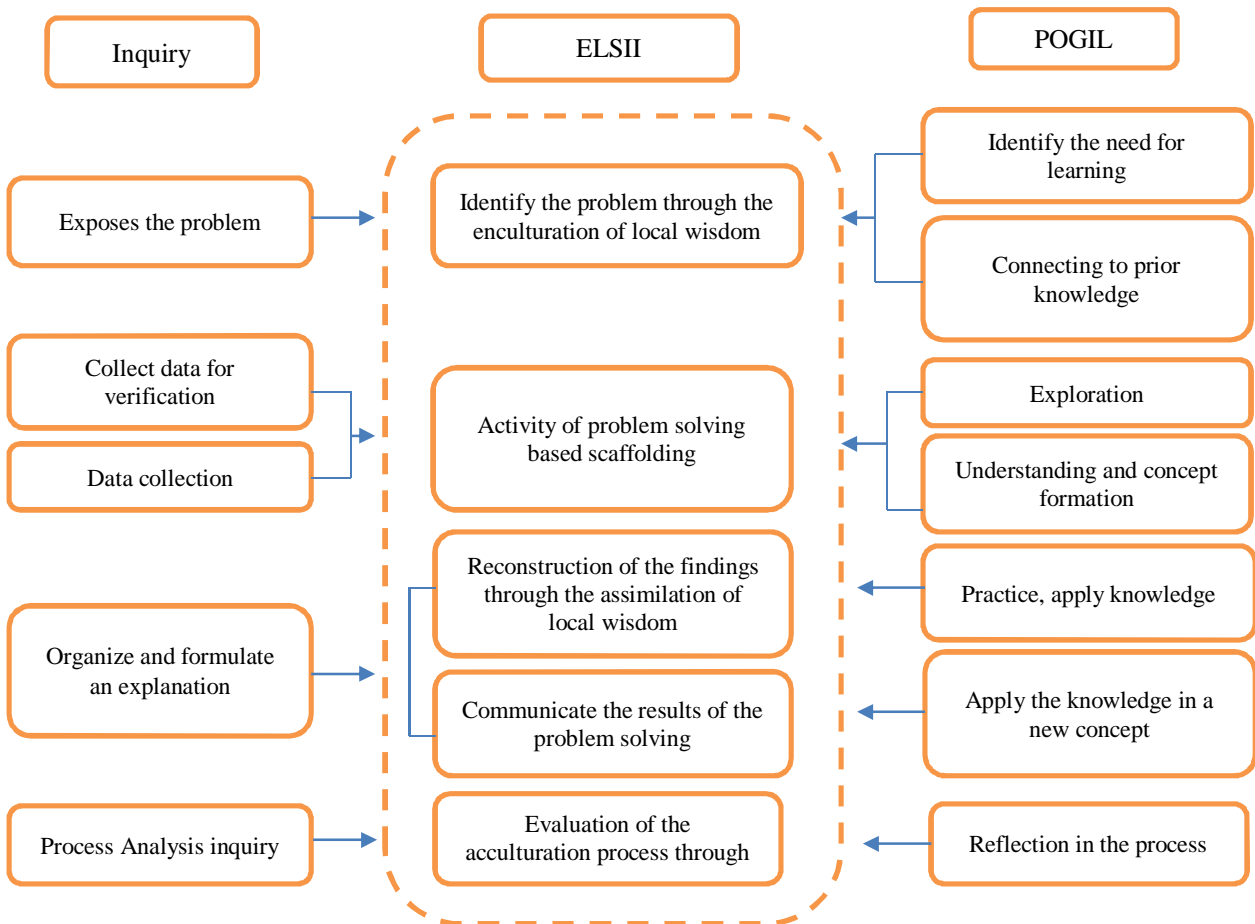 Inquiry
ELSII
POGIL
Exposes the problem
Identify the problem through the
enculturation of local wisdom
Identify the need for
learning
Connecting to prior
knowledge
Collect data for
verification
Data collection
Activity of problem solving
based scaffolding
Exploration
Understanding and concept
formation
Organize and formulate
an explanation
Reconstruction of the findings
through the assimilation of
local wisdom
Communicate the results of the
problem solving
Practice, apply knowledge
Apply the knowledge in a
new concept
Process Analysis inquiry
Evaluation of the
acculturation process through
Reflection in the process